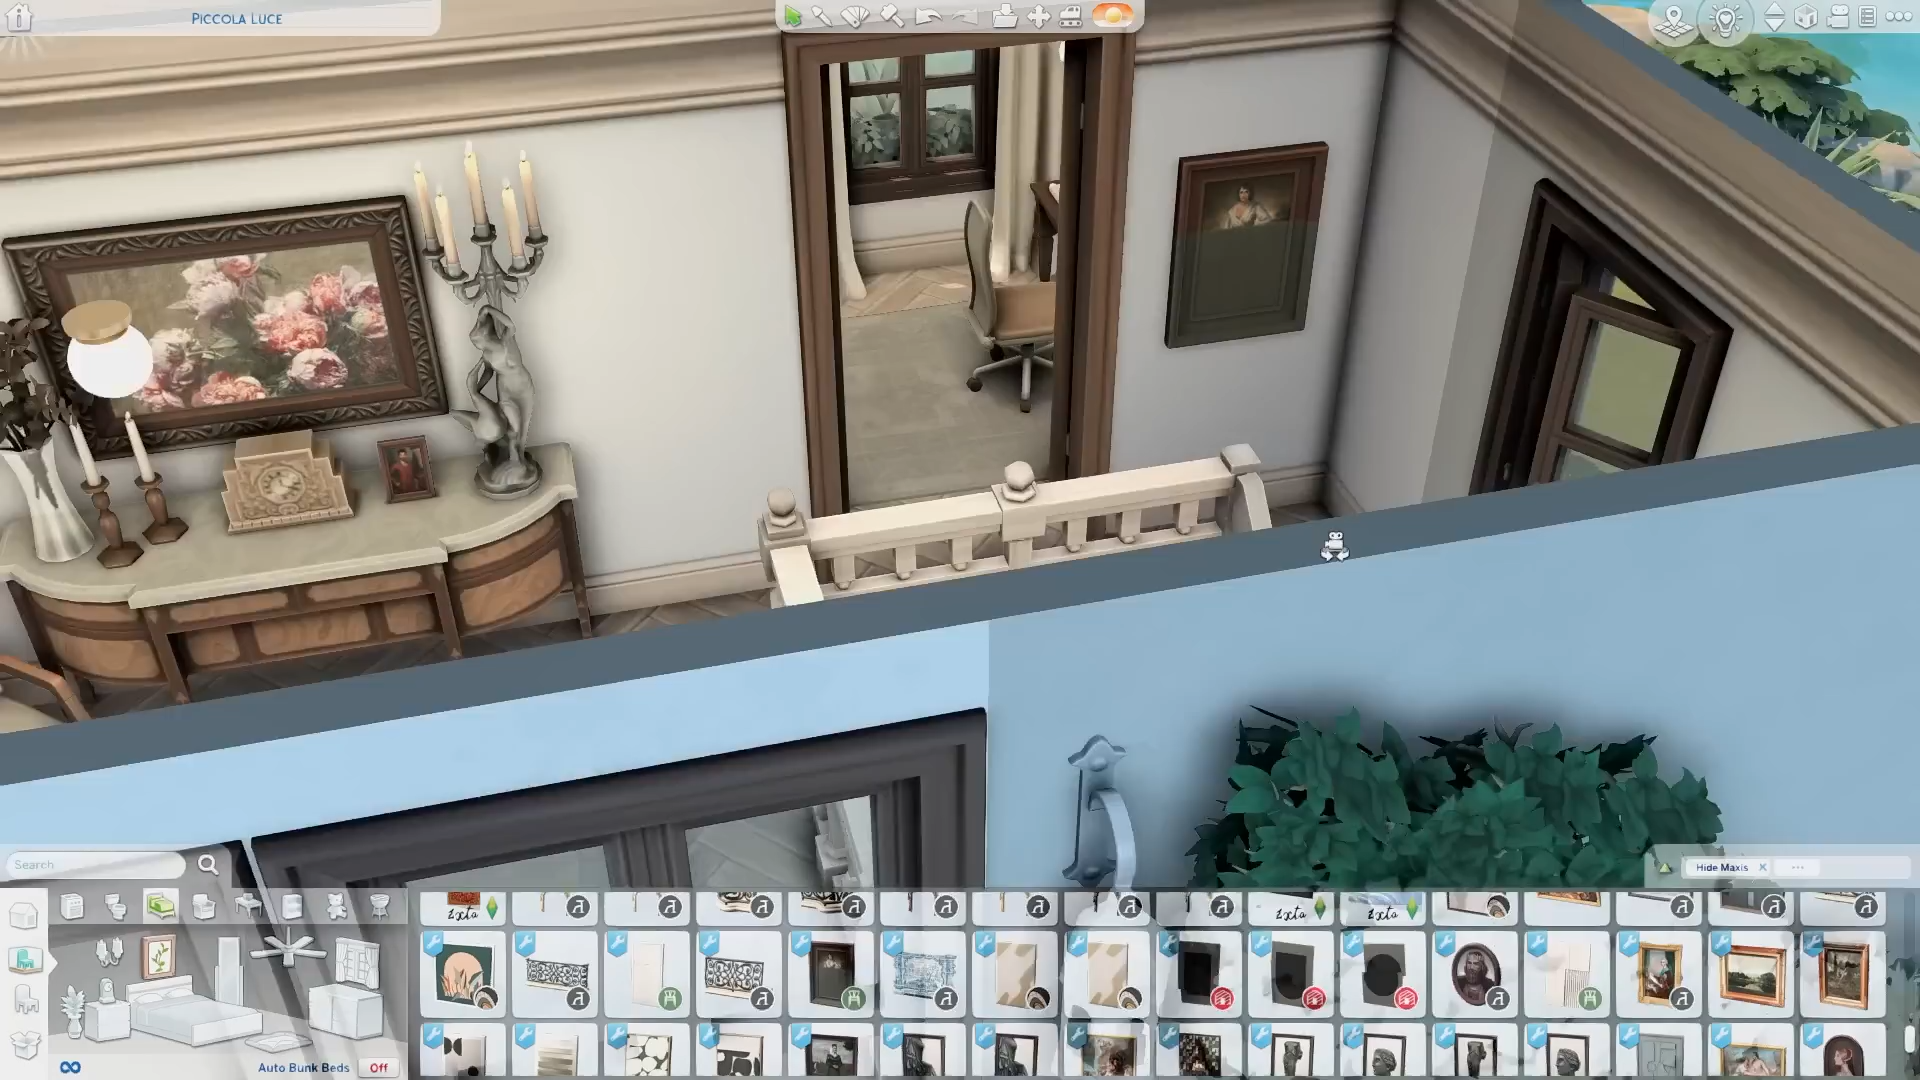 PICCOLA LUCE
Search
Hide Maxis
Auto Bunk Beds
Off